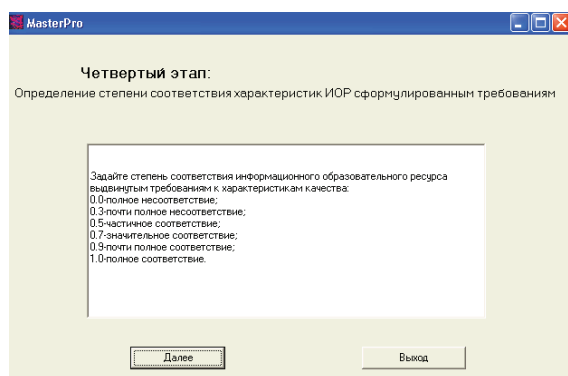 MasterPro
Четвертый этап:
Определение степени соответствия характеристик ИОР сформулированным требованиям
Задайте степень соответствия информационного образовательного ресурса
выдвинутым требованиям к характеристикам качества:
0.0-полное несоответствие;
0.3-почти полное несоответствие;
0.5-частичное соответствие;
0.7-значительное соответствие;
0.9-почти полное соответствие;
1.0-полное соответствие.
Далее
Выход